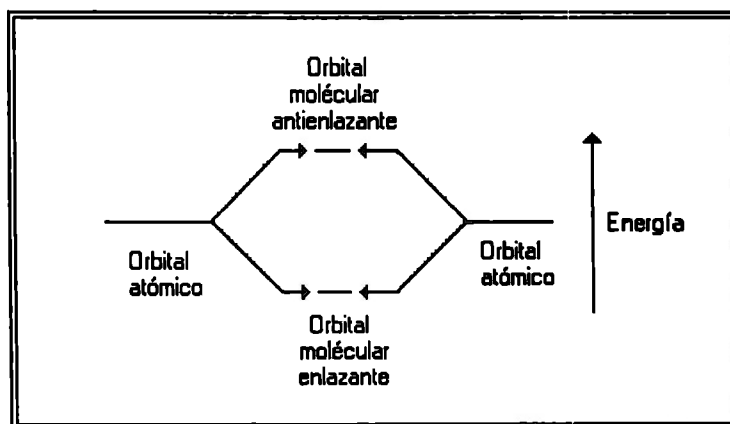 Orbital
molécular
antienlazante
Energía
Orbital
atómico
Orbital
atómico
Orbital
molécular
enlazante